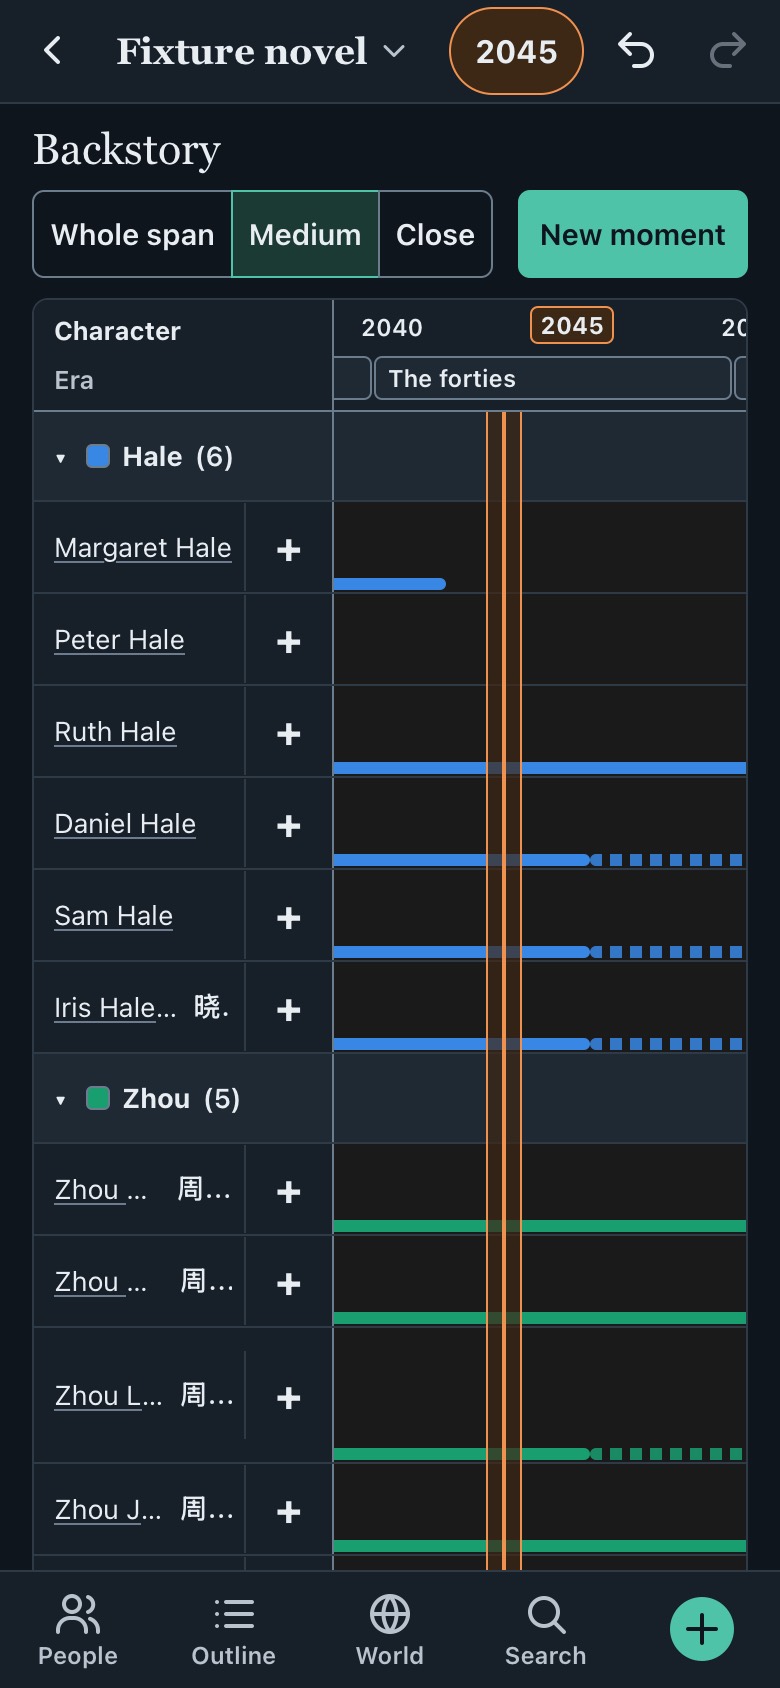 Fixture novel
2045
Backstory
Whole span
Medium
Close
New moment
Character
2040
2045
20
Era
The forties
Hale (6)
Margaret Hale
Peter Hale
Ruth Hale
Daniel Hale
Sam Hale
Iris Hale... 晓.
Zhou (5)
Zhou ... 周...
Zhou ... 周...
Zhou L... 周...
Zhou J... 周...
People
Outline
World
Search